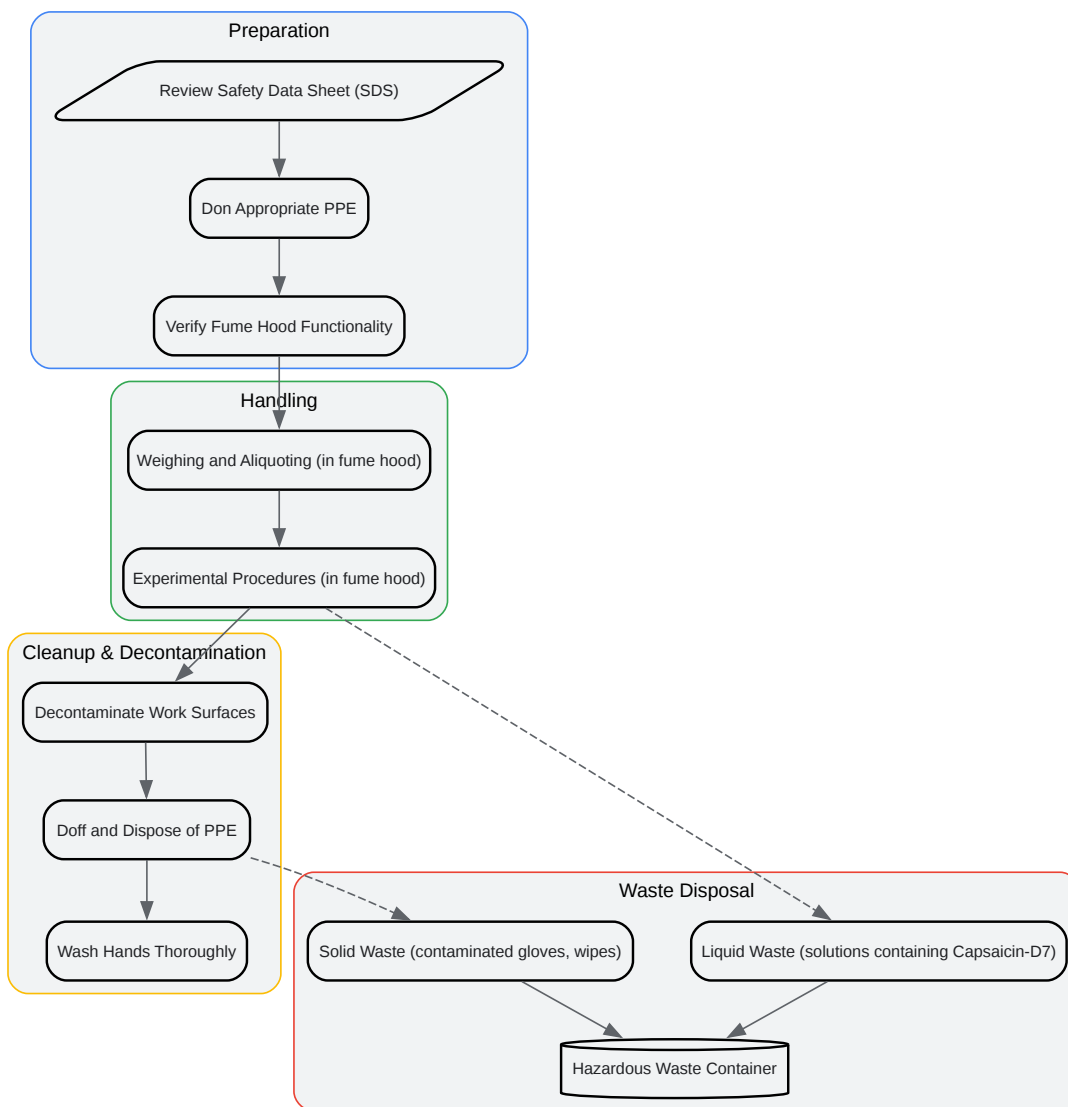 Preparation
Review Safety Data Sheet (SDS)
Don Appropriate PPE
Verify Fume Hood Functionality
Handling
Weighing and Aliquoting (in fume hood)
Experimental Procedures (in fume hood)
Cleanup & Decontamination
Decontaminate Work Surfaces
Doff and Dispose of PPE
Wash Hands Thoroughly
Waste Disposal
Solid Waste (contaminated gloves, wipes)
Liquid Waste (solutions containing Capsaicin-D7)
Hazardous Waste Container